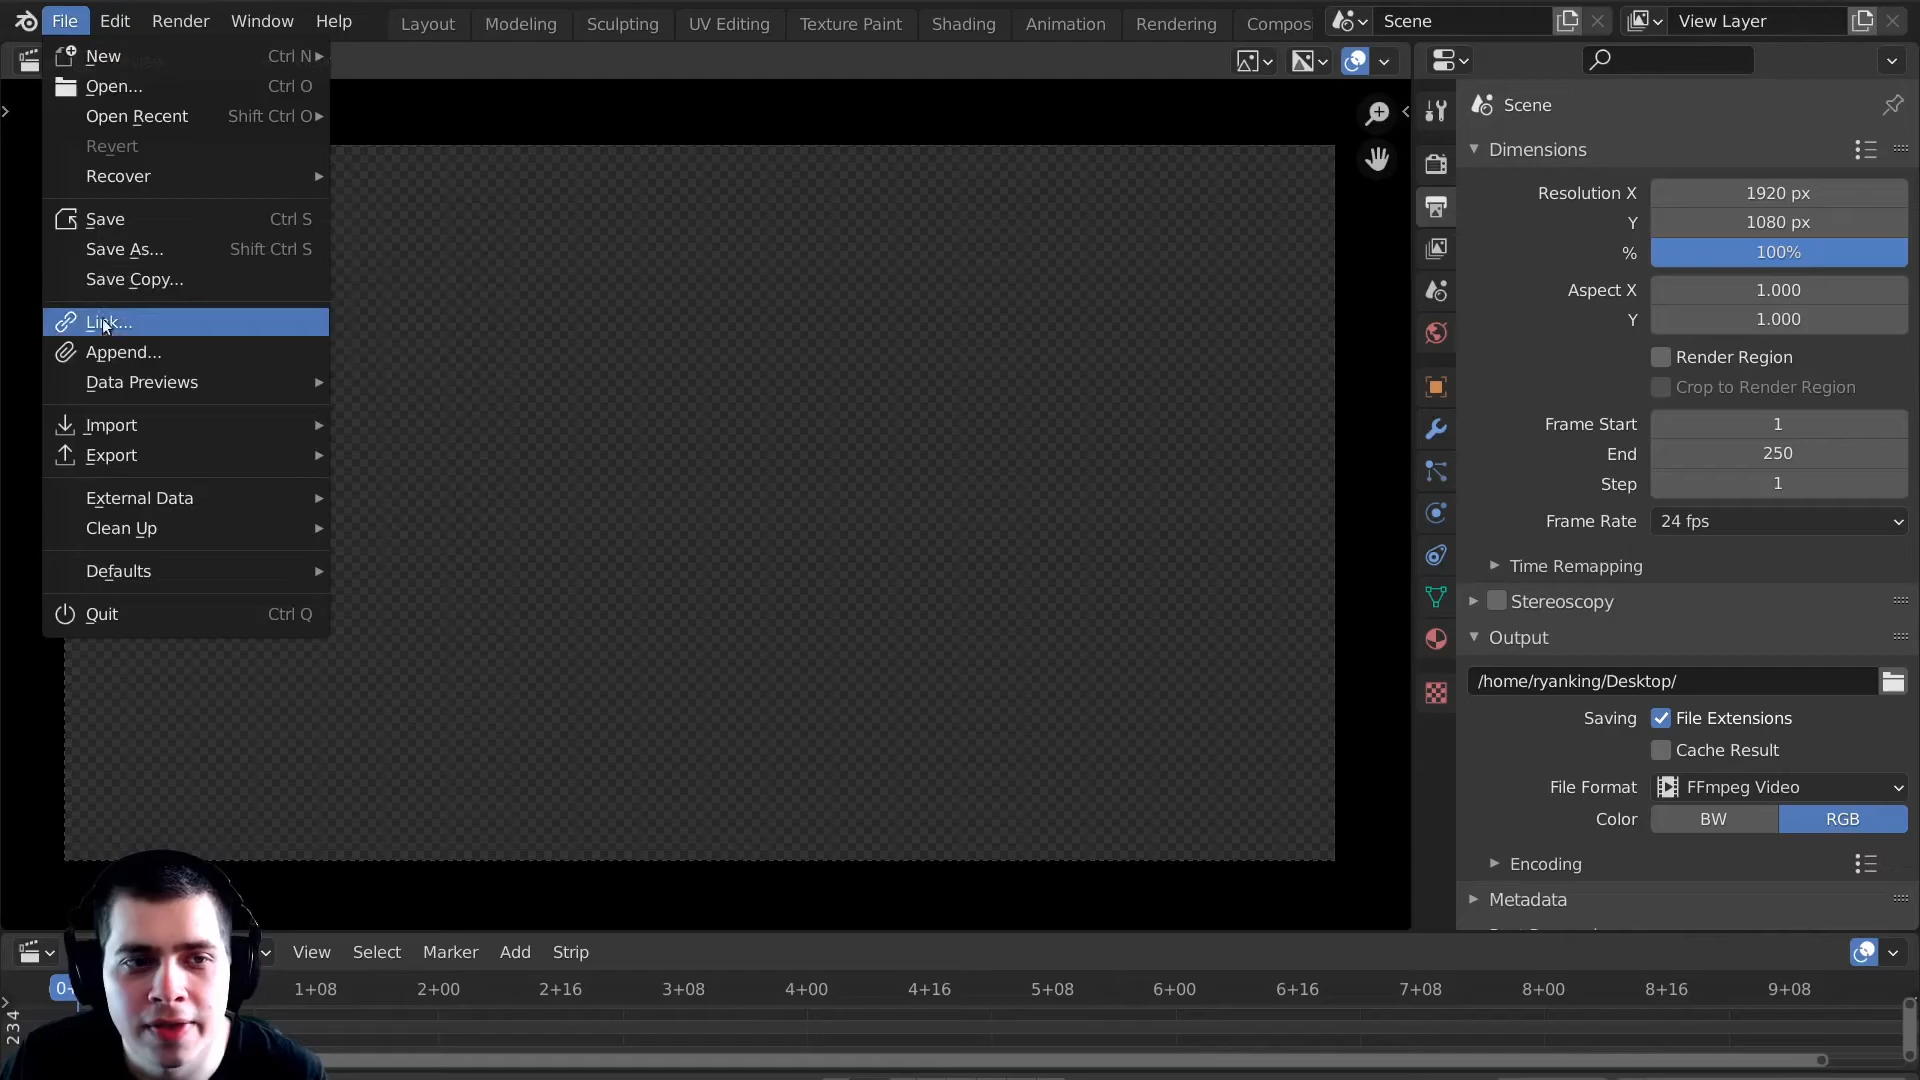 File Edit Render Window Help Layout Modeling Sculpting UV Editing Texture Paint Shading Animation Rendering Compos Scene View Layer
New Ctrl N
Open... Ctrl O
Open Recent Shift Ctrl O
Revert
Recover
Save Ctrl S
Save As... Shift Ctrl S
Save Copy...
Link...
Append...
Data Previews
Import
Export
External Data
Clean Up
Defaults
Quit Ctrl Q
Scene
Dimensions
Resolution X 1920 px
Y 1080 px
% 100%
Aspect X 1.000
Y 1.000
Render Region
Crop to Render Region
Frame Start 1
End 250
Step 1
Frame Rate 24 fps
Time Remapping
Stereoscopy
Output
/home/ryanking/Desktop/
Saving File Extensions
Cache Result
File Format FFmpeg Video
Color BW RGB
Encoding
Metadata
View Select Marker Add Strip
0+ 1+08 2+00 2+16 3+08 4+00 4+16 5+08 6+00 6+16 7+08 8+00 8+16 9+08
2 3 4